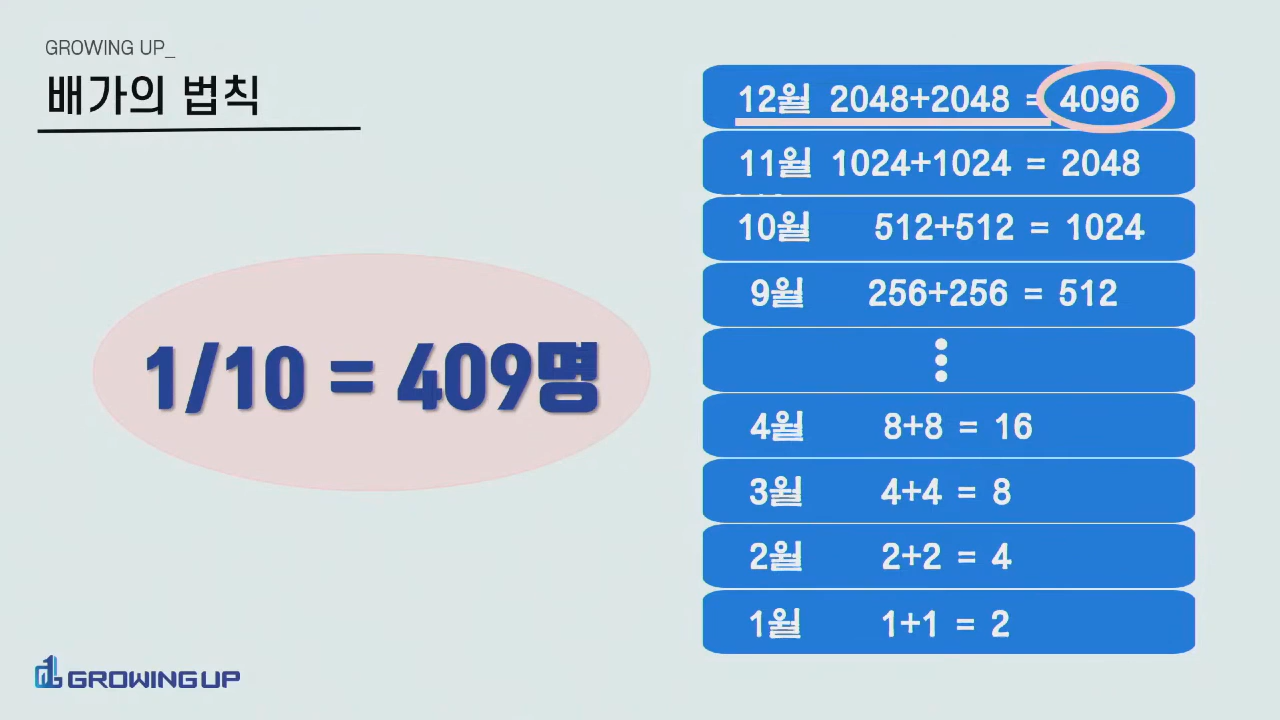 GROWING UP_
배가의 법칙
12월 2048+2048 = 4096
11월 1024+1024 = 2048
10월 512+512 = 1024
9월 256+256 = 512
4월 8+8 = 16
3월 4+4 = 8
2월 2+2 = 4
1월 1+1 = 2
1/10 = 409명
GROWING UP